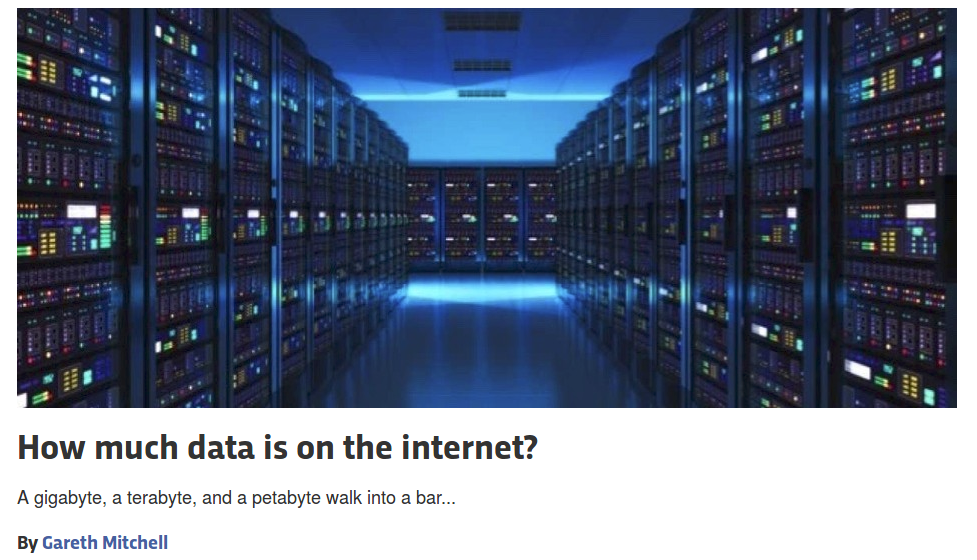 How much data is on the internet?
A gigabyte, a terabyte, and a petabyte walk into a bar...
By Gareth Mitchell